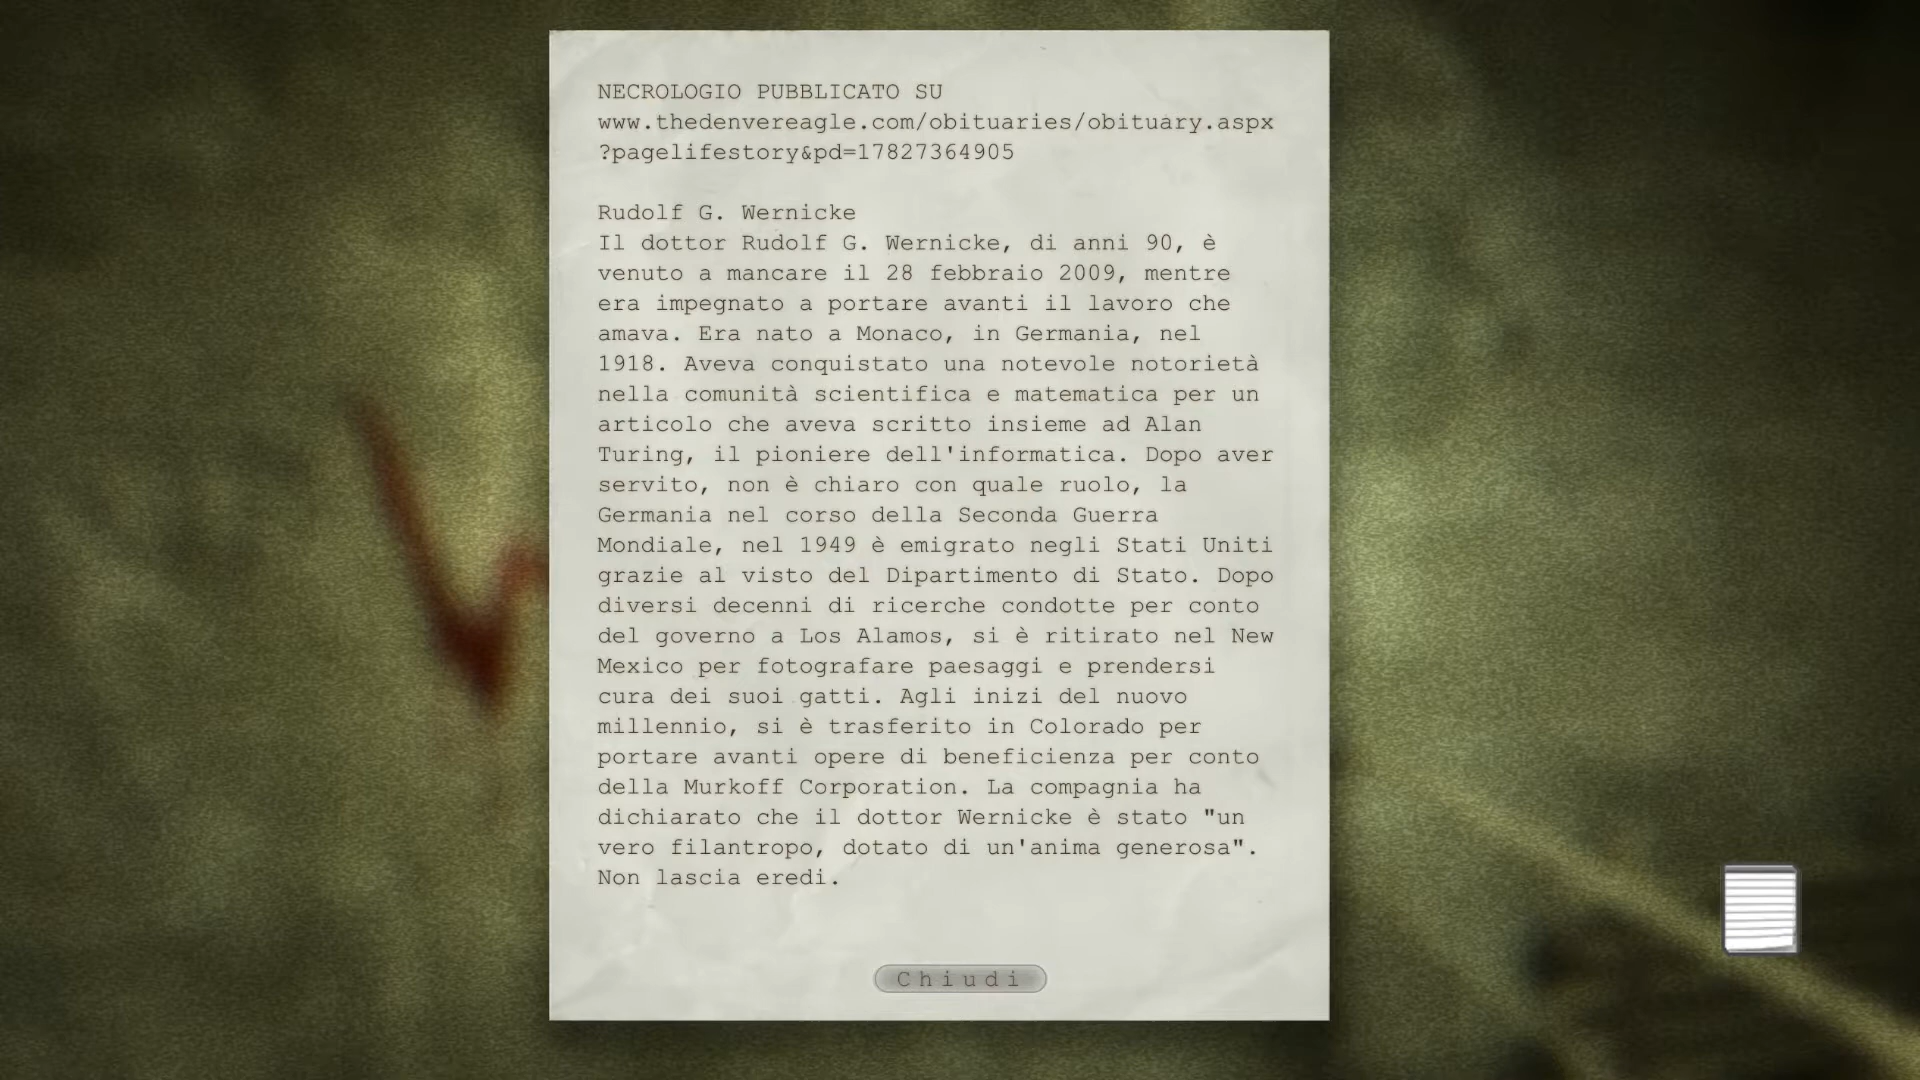 NECROLOGIO PUBBLICATO SU
www.thedenvereagle.com/obituaries/obituary.aspx
?pagelifestory&pd=17827364905
Rudolf G. Wernicke
Il dottor Rudolf G. Wernicke, di anni 90, è
venuto a mancare il 28 febbraio 2009, mentre
era impegnato a portare avanti il lavoro che
amava. Era nato a Monaco, in Germania, nel
1918. Aveva conquistato una notevole notorietà
nella comunità scientifica e matematica per un
articolo che aveva scritto insieme ad Alan
Turing, il pioniere dell'informatica. Dopo aver
servito, non è chiaro con quale ruolo, la
Germania nel corso della Seconda Guerra
Mondiale, nel 1949 è emigrato negli Stati Uniti
grazie al visto del Dipartimento di Stato. Dopo
diversi decenni di ricerche condotte per conto
del governo a Los Alamos, si è ritirato nel New
Mexico per fotografare paesaggi e prendersi
cura dei suoi gatti. Agli inizi del nuovo
millennio, si è trasferito in Colorado per
portare avanti opere di beneficienza per conto
della Murkoff Corporation. La compagnia ha
dichiarato che il dottor Wernicke è stato "un
vero filantropo, dotato di un'anima generosa".
Non lascia eredi.
Chiudi